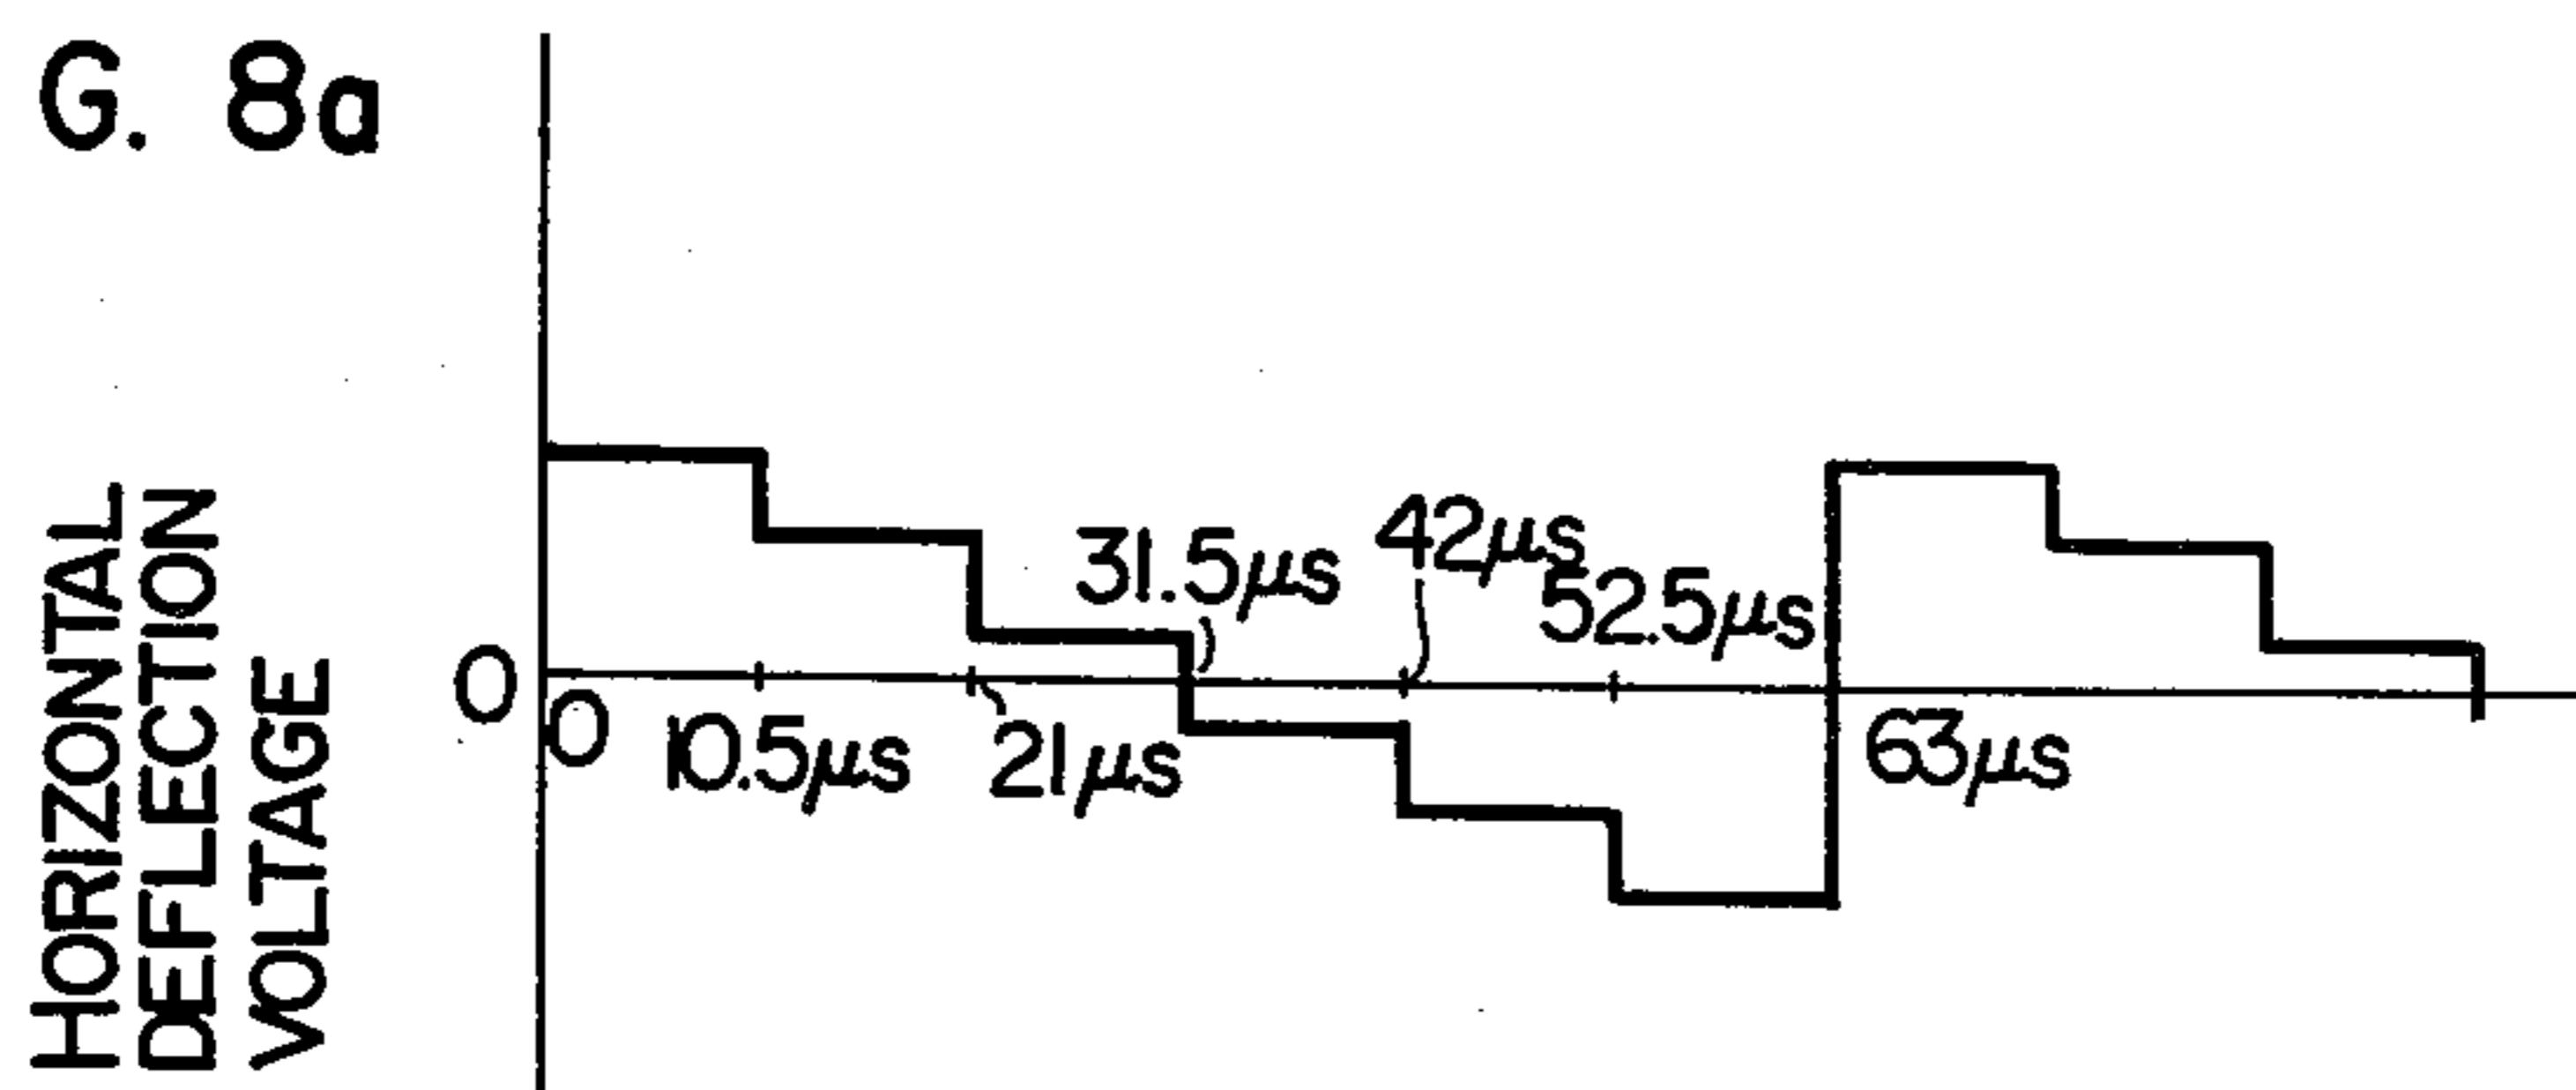 G. 8a
HORIZONTAL
DEFLECTION
VOLTAGE
0
0
10.5μs
21μs
31.5μs
42μs
52.5μs
63μs